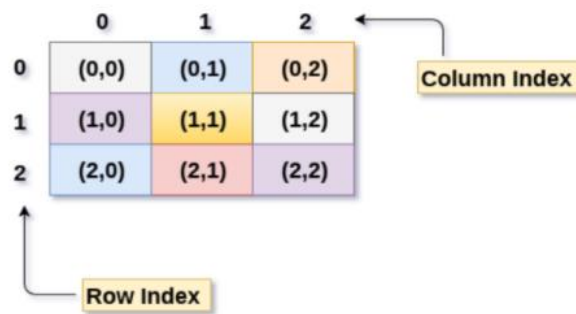 0 1 2
0 (0,0) (0,1) (0,2)
Column Index
1 (1,0) (1,1) (1,2)
2 (2,0) (2,1) (2,2)
Row Index